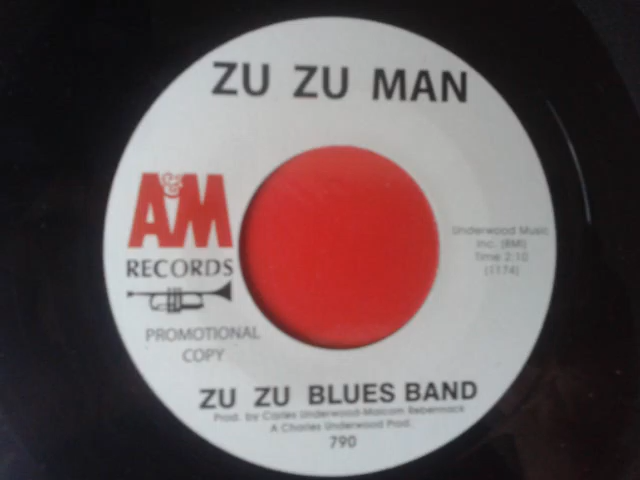 ZU ZU MAN
A&M
RECORDS
PROMOTIONAL
COPY
Underwood Music
Inc. (BMI)
Time 2:10
(1174)
ZU ZU BLUES BAND
Prod. by Carles Underwood-Malcom Rebennack
A Charles Underwood Prod.
790